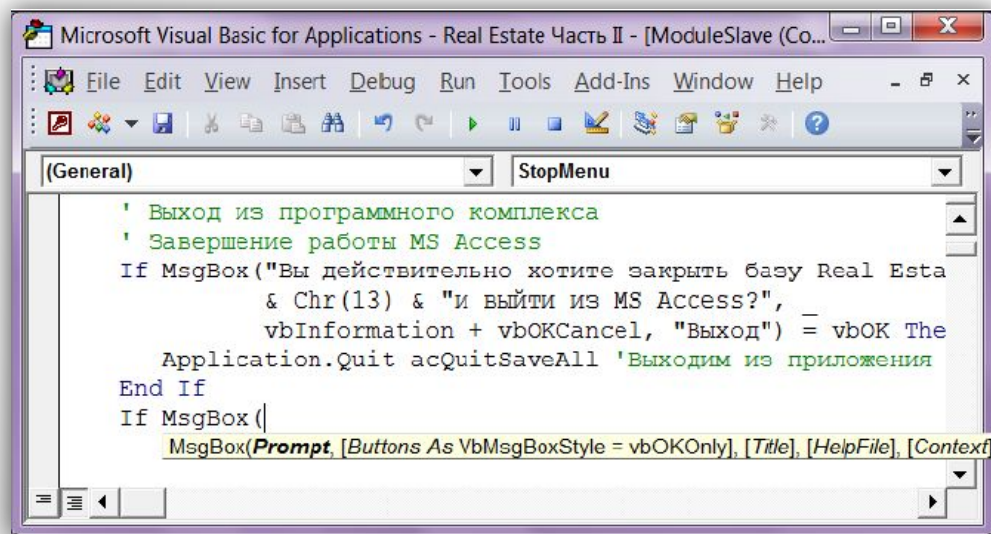 Microsoft Visual Basic for Applications - Real Estate Часть II - [ModuleSlave (Co...
File Edit View Insert Debug Run Tools Add-Ins Window Help
(General) StopMenu
' Выход из программного комплекса
' Завершение работы MS Access
If MsgBox("Вы действительно хотите закрыть базу Real Esta
& Chr(13) & "и выйти из MS Access?", _
vbInformation + vbOKCancel, "Выход") = vbOK The
Application.Quit acQuitSaveAll 'Выходим из приложения
End If
If MsgBox(
MsgBox(Prompt, [Buttons As VbMsgBoxStyle = vbOKOnly], [Title], [HelpFile], [Context]